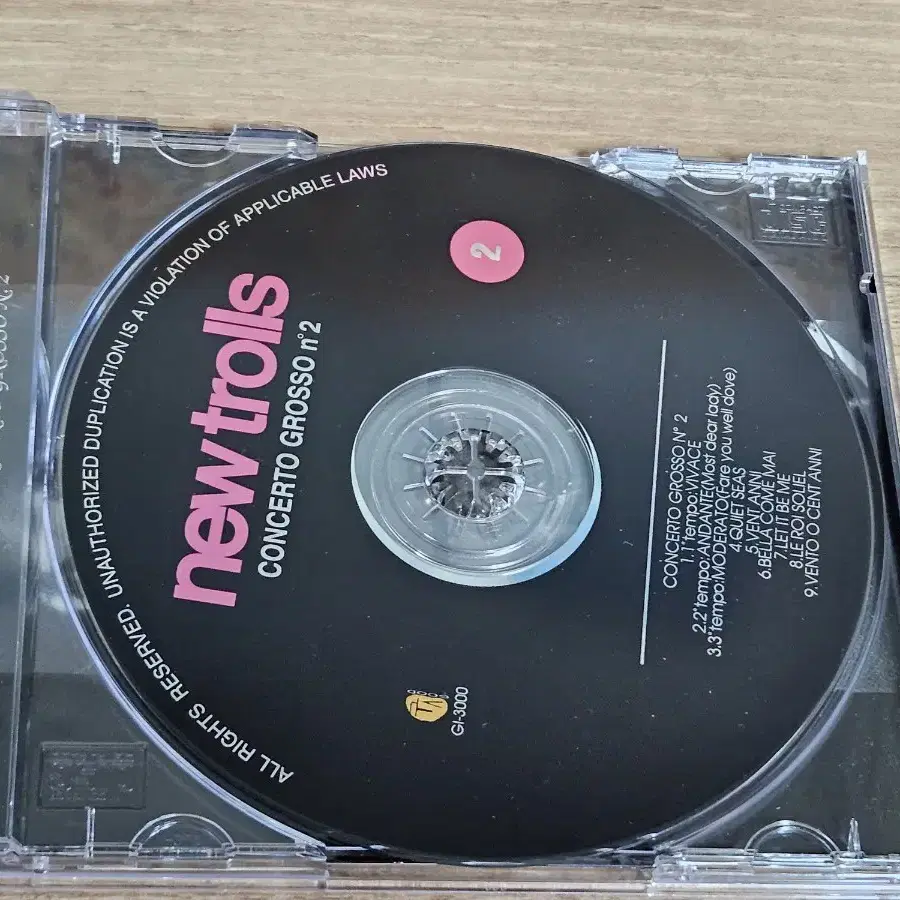 ALL RIGHTS RESERVED. UNAUTHORIZED DUPLICATION IS A VIOLATION OF APPLICABLE LAWS
new trolls
CONCERTO GROSSO n°2
2
GOOD
GI-3000
CONCERTO GROSSO N° 2
1.1°tempo:VIVACE
2.2°tempo:ANDANTE(Most dear lady)
3.3°tempo:MODERATO(Fare you well dove)
4.QUIET SEAS
5.VENT ANNI
6.BELLA COME MAI
7.LET IT BE ME
8.LE ROI SOLIEL
9.VENTO CENT ANNI